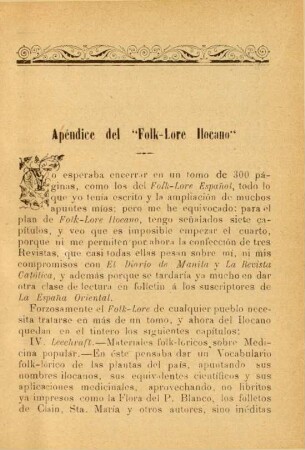 Apéndice del "Folk-Lore Ilocano"
Yo esperaba encerrar en un tomo de 300 pá-
ginas, como los del Folk-Lore Español, todo lo
que yo tenía escrito y la ampliación de muchos
apuntes míos; pero me hé equivocado: para el
plan de Folk-Lore Ilocano, tengo señalados siete
capítulos, y veo que es imposible empezar el cuarto,
porque ni me permiten por ahora la confección de tres
Revistas, que casi todas ellas pesan sobre mí, ni mis
compromisos con El Diario de Manila y La Revista
Católica, y además porque se tardaría ya mucho en dar
otra clase de lectura en folletín á los suscriptores de
La España Oriental.
Forzosamente el Folk-Lore de cualquier pueblo necesita
tratarse en más de un tomo, y ahora del Ilocano
me quedan en el tintero los siguientes capítulos:
IV. Leechcraft.—Materiales folk-lóricos sobre Medi-
cina popular.—En éste pensaba dar un Vocabulario
folk-lórico de las plantas del país, apuntando sus
nombres ilocanos, sus equivalentes científicos y sus
aplicaciones medicinales, aprovechando, no libritos
ya impresos como la Flora del P. Blanco, los folletos
de Clain, Sta. María y otros autores, sino inéditas